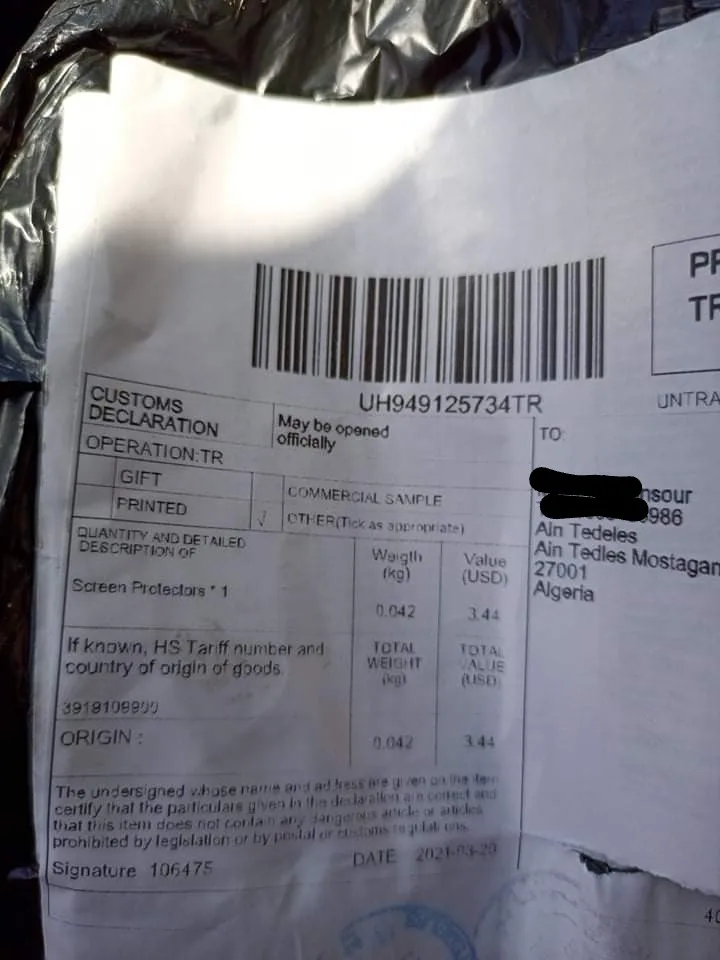 PR
TR
UH949125734TR
UNTRA
CUSTOMS
DECLARATION
May be opened
officially
OPERATION:TR
GIFT
PRINTED
COMMERCIAL SAMPLE
√ OTHER(Tick as appropriate)
QUANTITY AND DETAILED
DESCRIPTION OF
Weigth
(kg)
Value
(USD)
Screen Protectors * 1
0.042
3.44
If known, HS Tariff number and
country of origin of goods.
TOTAL
WEIGHT
(kg)
TOTAL
VALUE
(USD)
3919109900
ORIGIN :
0.042
3.44
The undersigned whose name and address are given on the item
certify that the particulars given in the declaration are correct and
that this item does not contain any dangerous article or articles
prohibited by legislation or by postal or customs regulations.
Signature 106475
DATE 2021-03-20
TO:
nsour
986
Ain Tedeles
Ain Tedles Mostagan
27001
Algeria